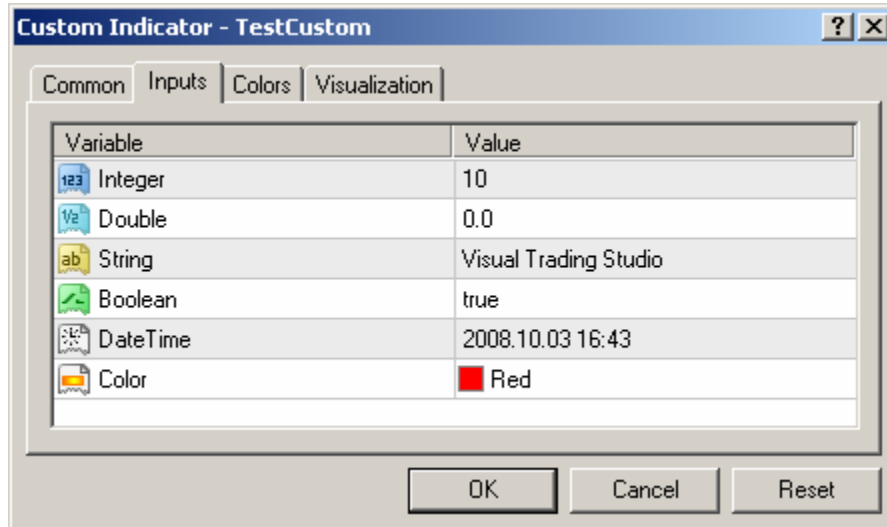 Custom Indicator - TestCustom
Common Inputs Colors Visualization
Variable Value
123 Integer 10
1/2 Double 0.0
ab String Visual Trading Studio
Boolean true
DateTime 2008.10.03 16:43
Color Red
OK Cancel Reset